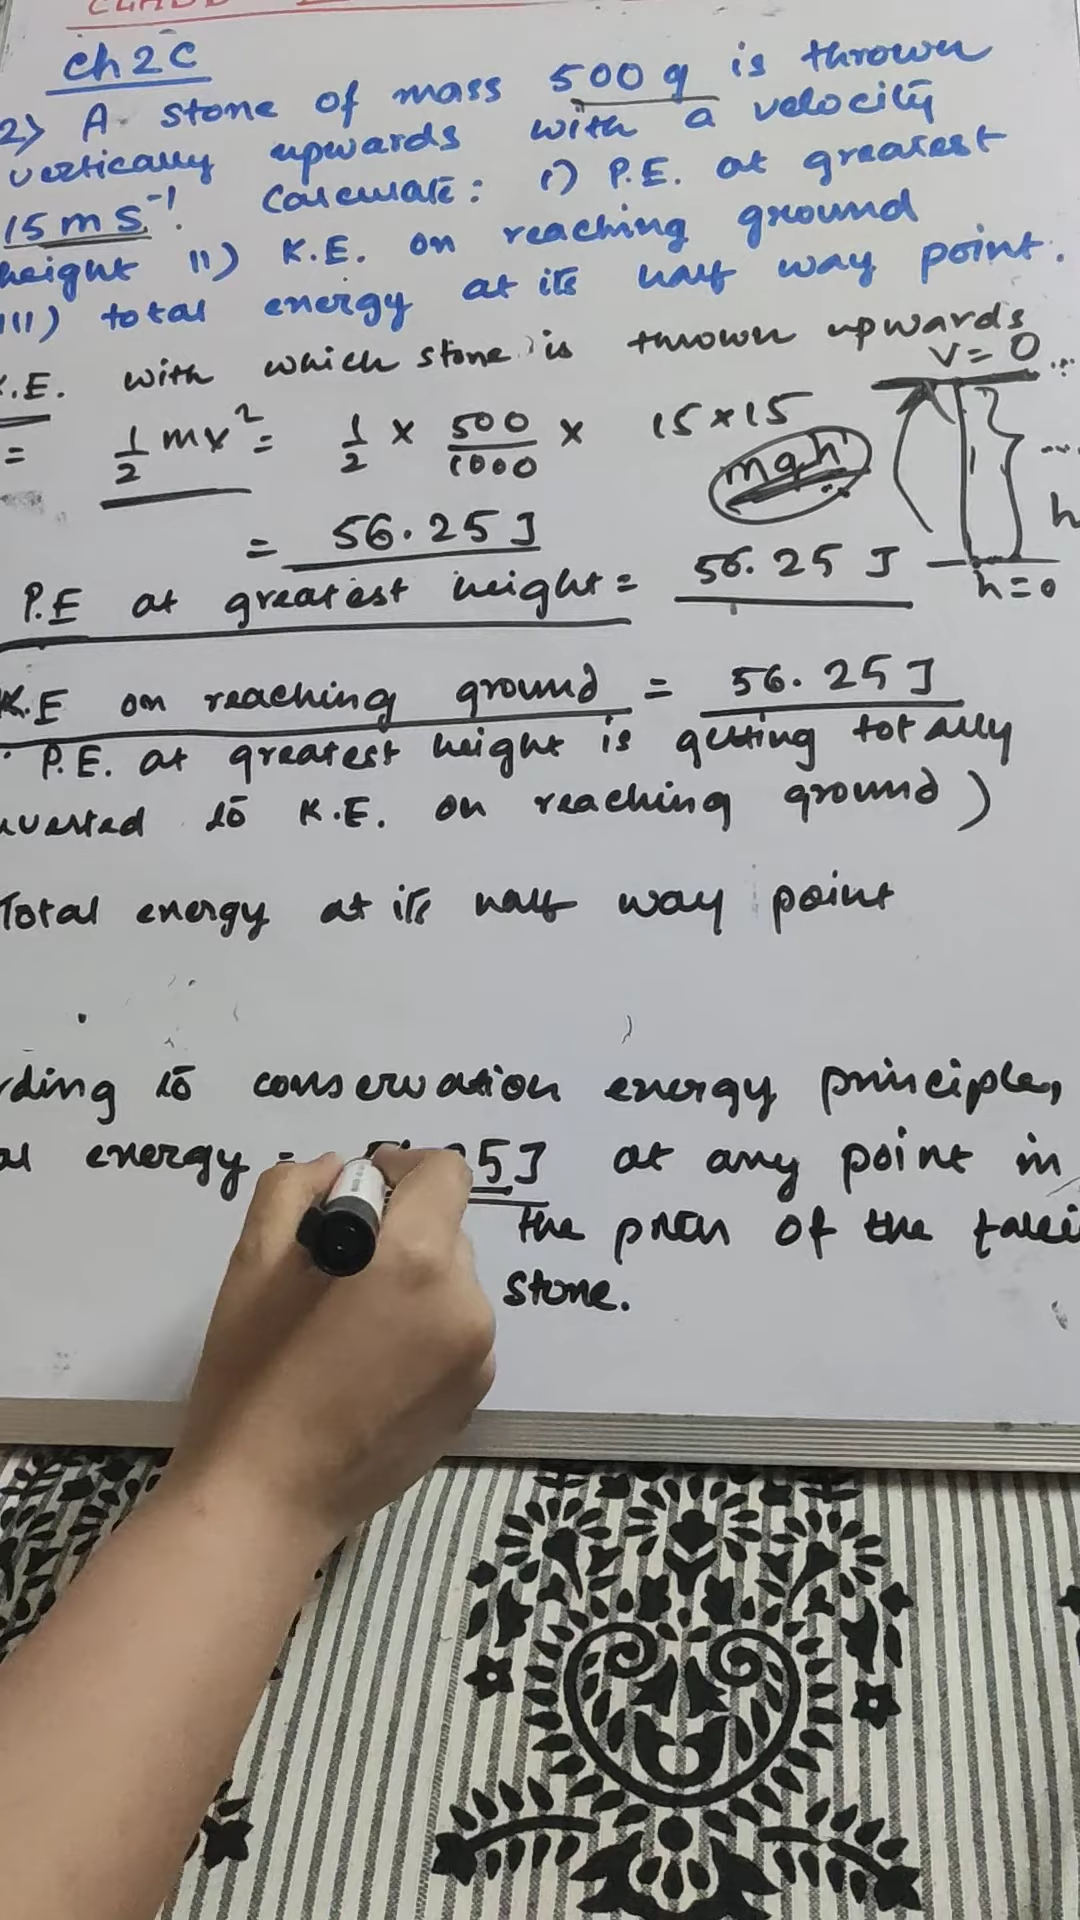 Ch 2 C
2) A stone of mass 500 g is thrown
vertically upwards with a velocity
15 m s⁻¹. Calculate: i) P.E. at greatest
height ii) K.E. on reaching ground
iii) total energy at its half way point.
K.E. with which stone is thrown upwards
v = 0
= 1/2 mv² = 1/2 × 500/1000 × 15 × 15
mgh
h
= 56.25 J
h = 0
P.E at greatest height = 56.25 J
K.E on reaching ground = 56.25 J
P.E. at greatest height is getting totally
verted to K.E. on reaching ground)
Total energy at its half way point
rding to conservation energy principle,
al energy = 5J at any point in
the path of the
stone.